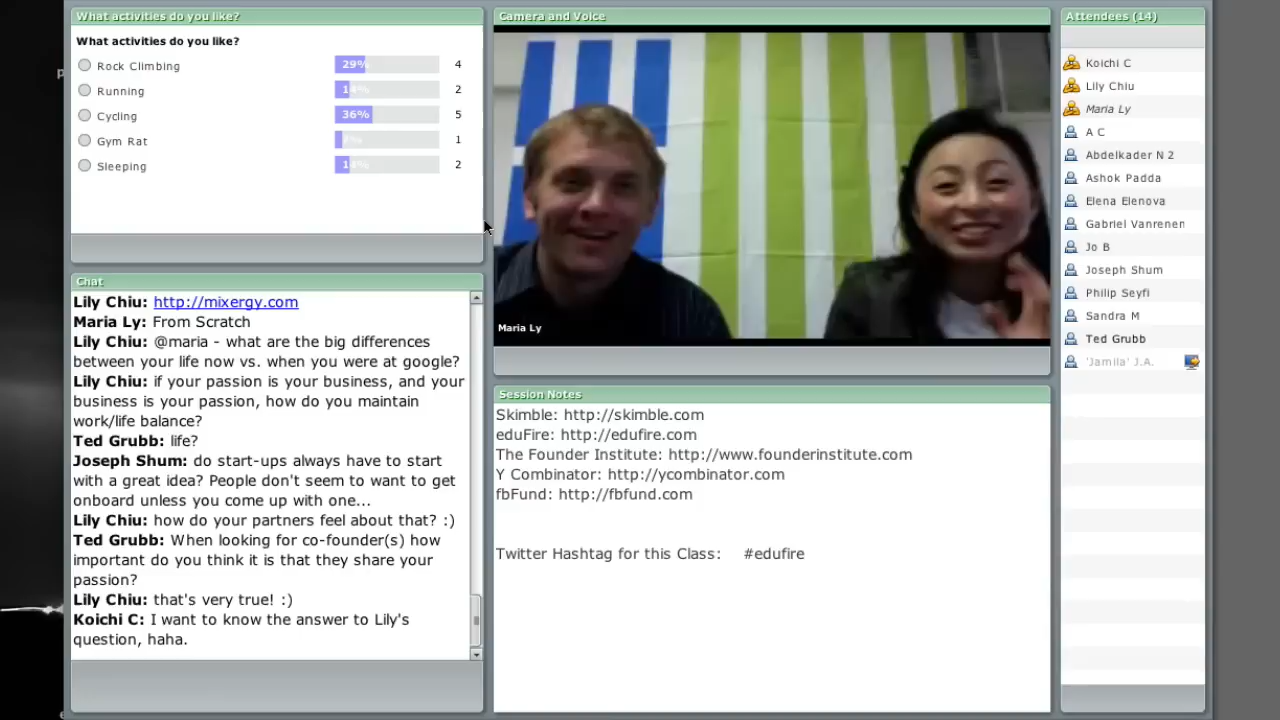 What activities do you like?
What activities do you like?
Rock Climbing 29% 4
Running 14% 2
Cycling 36% 5
Gym Rat 7% 1
Sleeping 14% 2
Chat
Lily Chiu: http://mixergy.com
Maria Ly: From Scratch
Lily Chiu: @maria - what are the big differences
between your life now vs. when you were at google?
Lily Chiu: if your passion is your business, and your
business is your passion, how do you maintain
work/life balance?
Ted Grubb: life?
Joseph Shum: do start-ups always have to start
with a great idea? People don't seem to want to get
onboard unless you come up with one...
Lily Chiu: how do your partners feel about that? :)
Ted Grubb: When looking for co-founder(s) how
important do you think it is that they share your
passion?
Lily Chiu: that's very true! :)
Koichi C: I want to know the answer to Lily's
question, haha.
Camera and Voice
Maria Ly
Session Notes
Skimble: http://skimble.com
eduFire: http://edufire.com
The Founder Institute: http://www.founderinstitute.com
Y Combinator: http://ycombinator.com
fbFund: http://fbfund.com
Twitter Hashtag for this Class: #edufire
Attendees (14)
Koichi C
Lily Chiu
Maria Ly
A C
Abdelkader N 2
Ashok Padda
Elena Elenova
Gabriel Vanrenen
Jo B
Joseph Shum
Philip Seyfi
Sandra M
Ted Grubb
'Jamila' J.A.